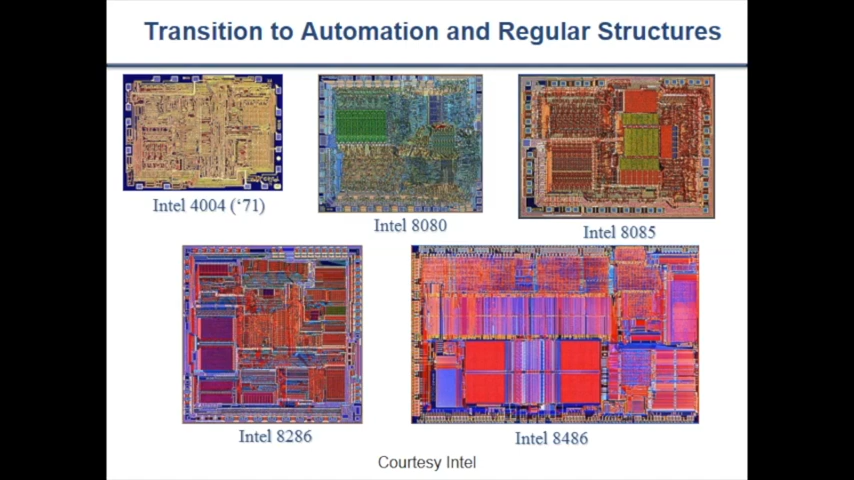 Transition to Automation and Regular Structures
Intel 4004 (‘71)
Intel 8080
Intel 8085
Intel 8286
Intel 8486
Courtesy Intel